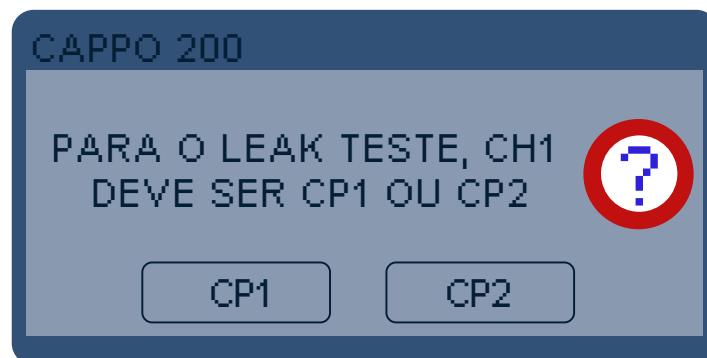 CAPPO 200
PARA O LEAK TESTE, CH1
DEVE SER CP1 OU CP2
?
CP1
CP2